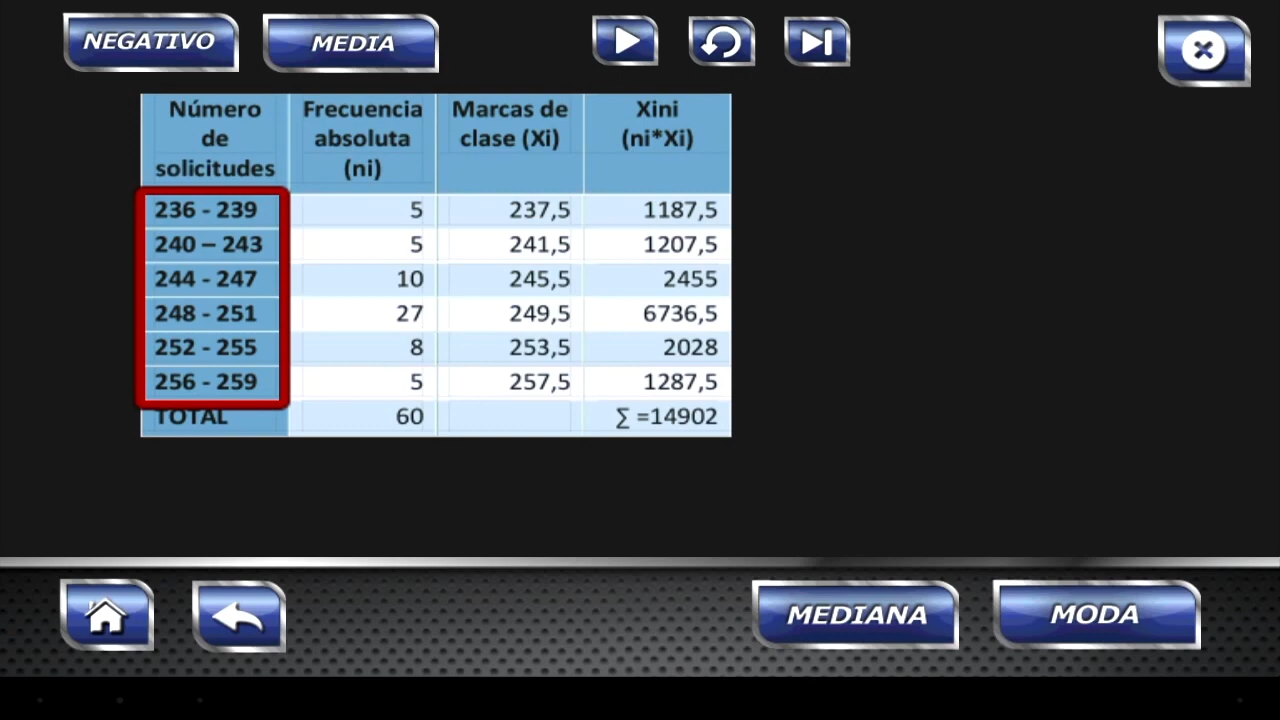 NEGATIVO MEDIA
Número de solicitudes Frecuencia absoluta (ni) Marcas de clase (Xi) Xini (ni*Xi)
236 - 239 5 237,5 1187,5
240 – 243 5 241,5 1207,5
244 - 247 10 245,5 2455
248 - 251 27 249,5 6736,5
252 - 255 8 253,5 2028
256 - 259 5 257,5 1287,5
TOTAL 60 ∑ =14902
MEDIANA MODA